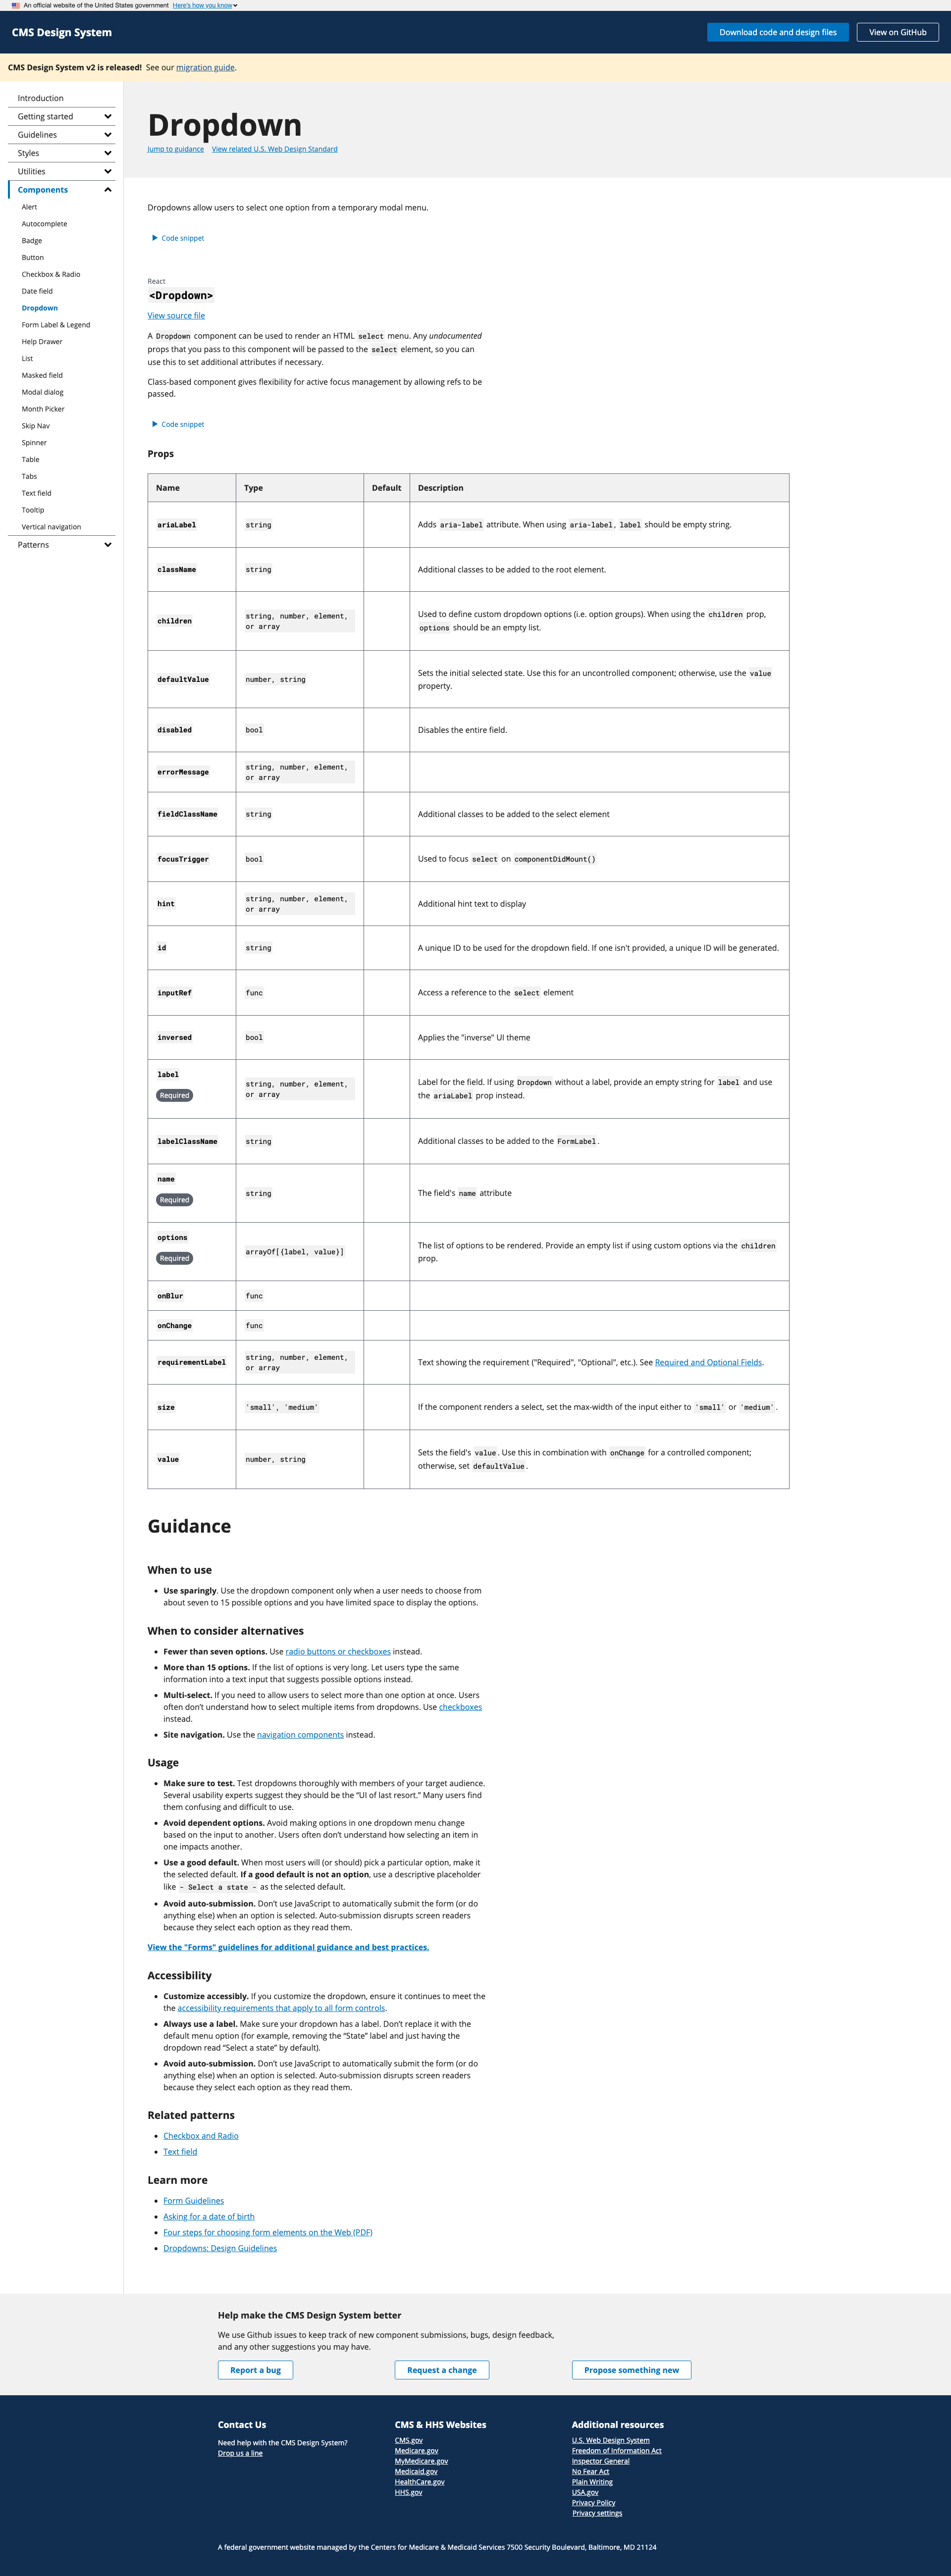 An official website of the United States government Here's how you know
CMS Design System
Download code and design files
View on GitHub
CMS Design System v2 is released! See our migration guide.
Introduction
Getting started
Guidelines
Styles
Utilities
Components
Alert
Autocomplete
Badge
Button
Checkbox & Radio
Date field
Dropdown
Form Label & Legend
Help Drawer
List
Masked field
Modal dialog
Month Picker
Skip Nav
Spinner
Table
Tabs
Text field
Tooltip
Vertical navigation
Patterns
Dropdown
Jump to guidance View related U.S. Web Design Standard
Dropdowns allow users to select one option from a temporary modal menu.
Code snippet
React
<Dropdown>
View source file
A Dropdown component can be used to render an HTML select menu. Any undocumented
props that you pass to this component will be passed to the select element, so you can
use this to set additional attributes if necessary.
Class-based component gives flexibility for active focus management by allowing refs to be
passed.
Code snippet
Props
Name Type Default Description
ariaLabel string Adds aria-label attribute. When using aria-label, label should be empty string.
className string Additional classes to be added to the root element.
children string, number, element, or array Used to define custom dropdown options (i.e. option groups). When using the children prop,
options should be an empty list.
defaultValue number, string Sets the initial selected state. Use this for an uncontrolled component; otherwise, use the value
property.
disabled bool Disables the entire field.
errorMessage string, number, element, or array
fieldClassName string Additional classes to be added to the select element
focusTrigger bool Used to focus select on componentDidMount()
hint string, number, element, or array Additional hint text to display
id string A unique ID to be used for the dropdown field. If one isn't provided, a unique ID will be generated.
inputRef func Access a reference to the select element
inversed bool Applies the "inverse" UI theme
label
Required string, number, element, or array Label for the field. If using Dropdown without a label, provide an empty string for label and use
the ariaLabel prop instead.
labelClassName string Additional classes to be added to the FormLabel.
name
Required string The field's name attribute
options
Required arrayOf[{label, value}] The list of options to be rendered. Provide an empty list if using custom options via the children
prop.
onBlur func
onChange func
requirementLabel string, number, element, or array Text showing the requirement ("Required", "Optional", etc.). See Required and Optional Fields.
size 'small', 'medium' If the component renders a select, set the max-width of the input either to 'small' or 'medium'.
value number, string Sets the field's value. Use this in combination with onChange for a controlled component;
otherwise, set defaultValue.
Guidance
When to use
Use sparingly. Use the dropdown component only when a user needs to choose from
about seven to 15 possible options and you have limited space to display the options.
When to consider alternatives
Fewer than seven options. Use radio buttons or checkboxes instead.
More than 15 options. If the list of options is very long. Let users type the same
information into a text input that suggests possible options instead.
Multi-select. If you need to allow users to select more than one option at once. Users
often don't understand how to select multiple items from dropdowns. Use checkboxes
instead.
Site navigation. Use the navigation components instead.
Usage
Make sure to test. Test dropdowns thoroughly with members of your target audience.
Several usability experts suggest they should be the “UI of last resort.” Many users find
them confusing and difficult to use.
Avoid dependent options. Avoid making options in one dropdown menu change
based on the input to another. Users often don't understand how selecting an item in
one impacts another.
Use a good default. When most users will (or should) pick a particular option, make it
the selected default. If a good default is not an option, use a descriptive placeholder
like - Select a state - as the selected default.
Avoid auto-submission. Don't use JavaScript to automatically submit the form (or do
anything else) when an option is selected. Auto-submission disrupts screen readers
because they select each option as they read them.
View the "Forms" guidelines for additional guidance and best practices.
Accessibility
Customize accessibly. If you customize the dropdown, ensure it continues to meet the
the accessibility requirements that apply to all form controls.
Always use a label. Make sure your dropdown has a label. Don't replace it with the
default menu option (for example, removing the “State” label and just having the
dropdown read “Select a state” by default).
Avoid auto-submission. Don't use JavaScript to automatically submit the form (or do
anything else) when an option is selected. Auto-submission disrupts screen readers
because they select each option as they read them.
Related patterns
Checkbox and Radio
Text field
Learn more
Form Guidelines
Asking for a date of birth
Four steps for choosing form elements on the Web (PDF)
Dropdowns: Design Guidelines
Help make the CMS Design System better
We use Github issues to keep track of new component submissions, bugs, design feedback,
and any other suggestions you may have.
Report a bug
Request a change
Propose something new
Contact Us
Need help with the CMS Design System?
Drop us a line
CMS & HHS Websites
CMS.gov
Medicare.gov
MyMedicare.gov
Medicaid.gov
HealthCare.gov
HHS.gov
Additional resources
U.S. Web Design System
Freedom of Information Act
Inspector General
No Fear Act
Plain Writing
USA.gov
Privacy Policy
Privacy settings
A federal government website managed by the Centers for Medicare & Medicaid Services 7500 Security Boulevard, Baltimore, MD 21124